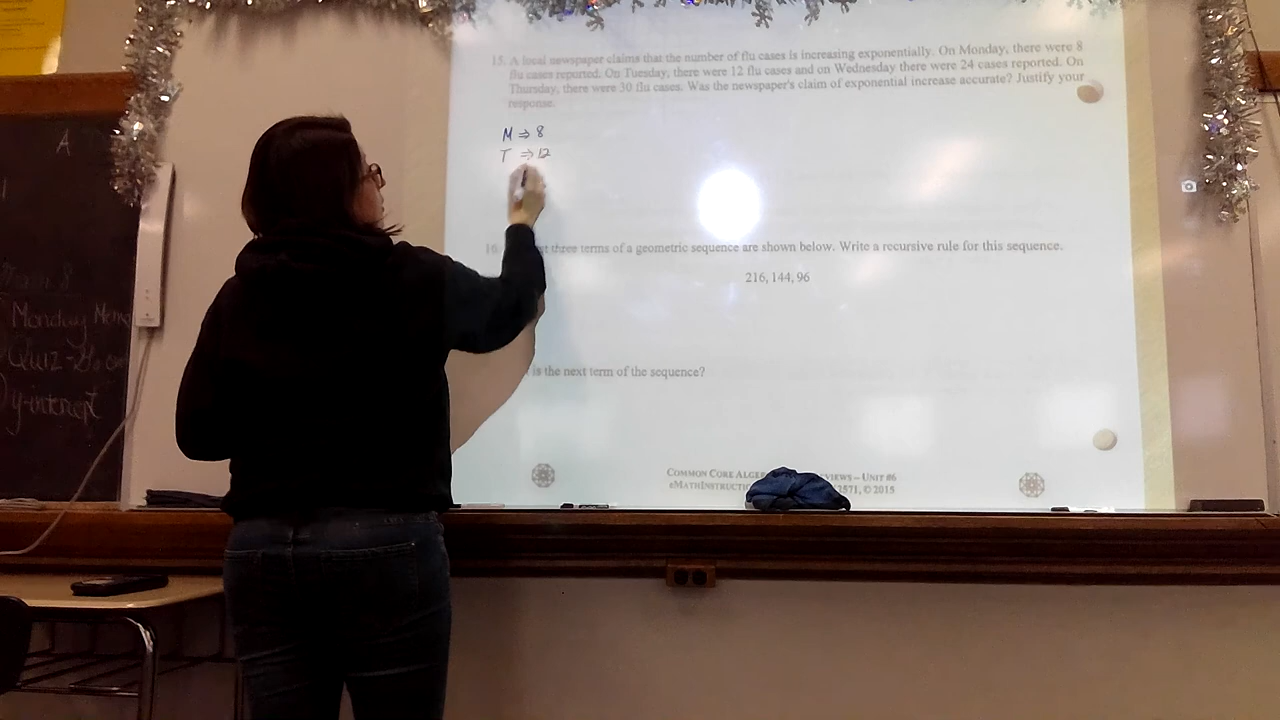 A
Monday Memo
Quiz
y-intercept
15. A local newspaper claims that the number of flu cases is increasing exponentially. On Monday, there were 8
flu cases reported. On Tuesday, there were 12 flu cases and on Wednesday there were 24 cases reported. On
Thursday, there were 30 flu cases. Was the newspaper's claim of exponential increase accurate? Justify your
response.
M ⇒ 8
T ⇒ 12
three terms of a geometric sequence are shown below. Write a recursive rule for this sequence.
216, 144, 96
is the next term of the sequence?
COMMON CORE – UNIT #6
© 2015